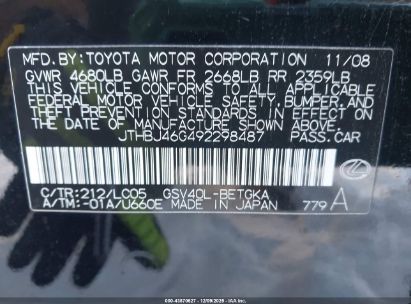 MFD.BY:TOYOTA MOTOR CORPORATION 11/08
GVWR 4680LB GAWR FR 2668LB RR 2359LB
THIS VEHICLE CONFORMS TO ALL APPLICABLE
FEDERAL MOTOR VEHICLE SAFETY, BUMPER, AND
THEFT PREVENTION STANDARDS IN EFFECT ON
THE DATE OF MANUFACTURE SHOWN ABOVE.
JTHBJ46G492298487 PASS.CAR
C/TR:212/LC05 GSV40L-BETGKA
A/TM:-01A/U660E MADE IN JAPAN 779 A